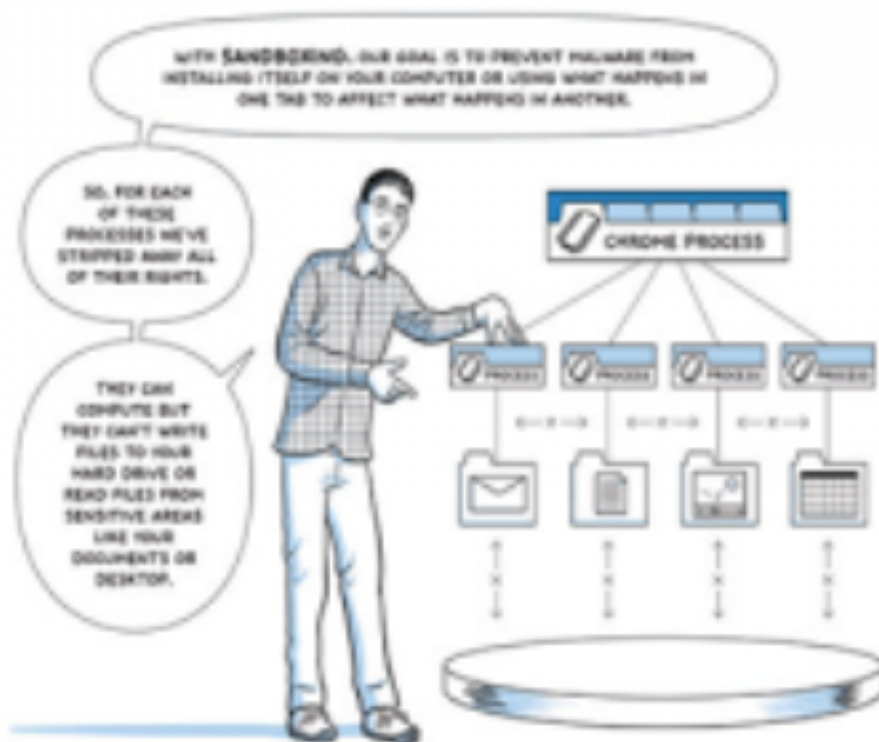 WITH SANDBOXING, OUR GOAL IS TO PREVENT MALWARE FROM
INSTALLING ITSELF ON YOUR COMPUTER OR USING WHAT HAPPENS IN
ONE TAB TO AFFECT WHAT HAPPENS IN ANOTHER.
SO, FOR EACH
OF THESE
PROCESSES WE'VE
STRIPPED AWAY ALL
OF THEIR RIGHTS.
THEY CAN
COMPUTE BUT
THEY CAN'T WRITE
FILES TO YOUR
HARD DRIVE OR
READ FILES FROM
SENSITIVE AREAS
LIKE YOUR
DOCUMENTS OR
DESKTOP.
CHROME PROCESS
PROCESS
PROCESS
PROCESS
PROCESS